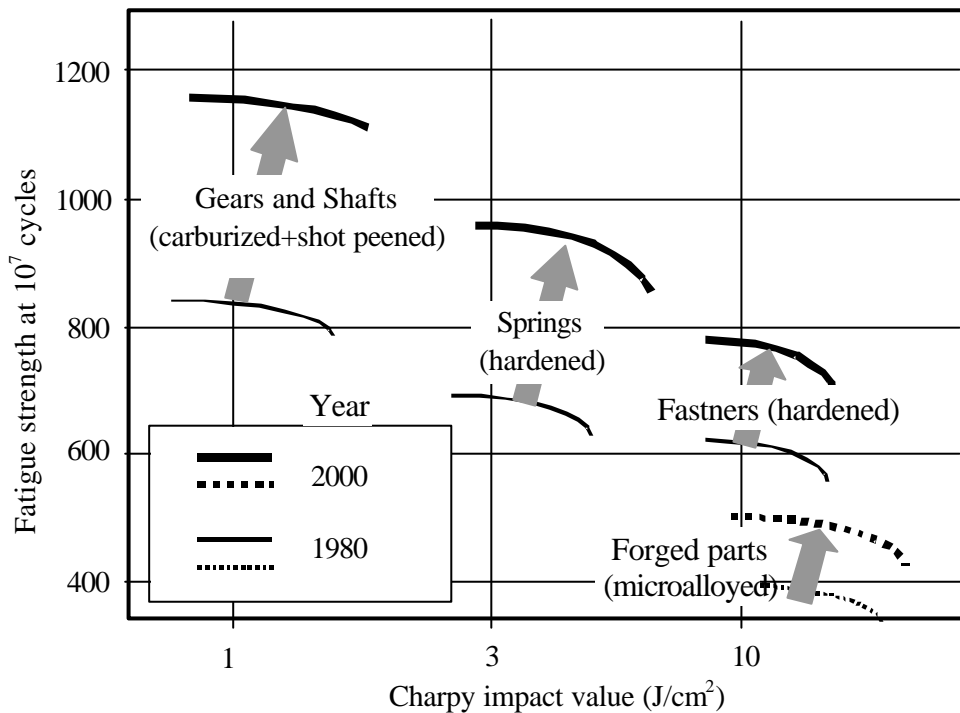 1200
1000
800
600
400
Fatigue strength at 10⁷ cycles
Gears and Shafts
(carburized+shot peened)
Springs
(hardened)
Fastners (hardened)
Forged parts
(microalloyed)
Year
2000
1980
1
3
10
Charpy impact value (J/cm²)